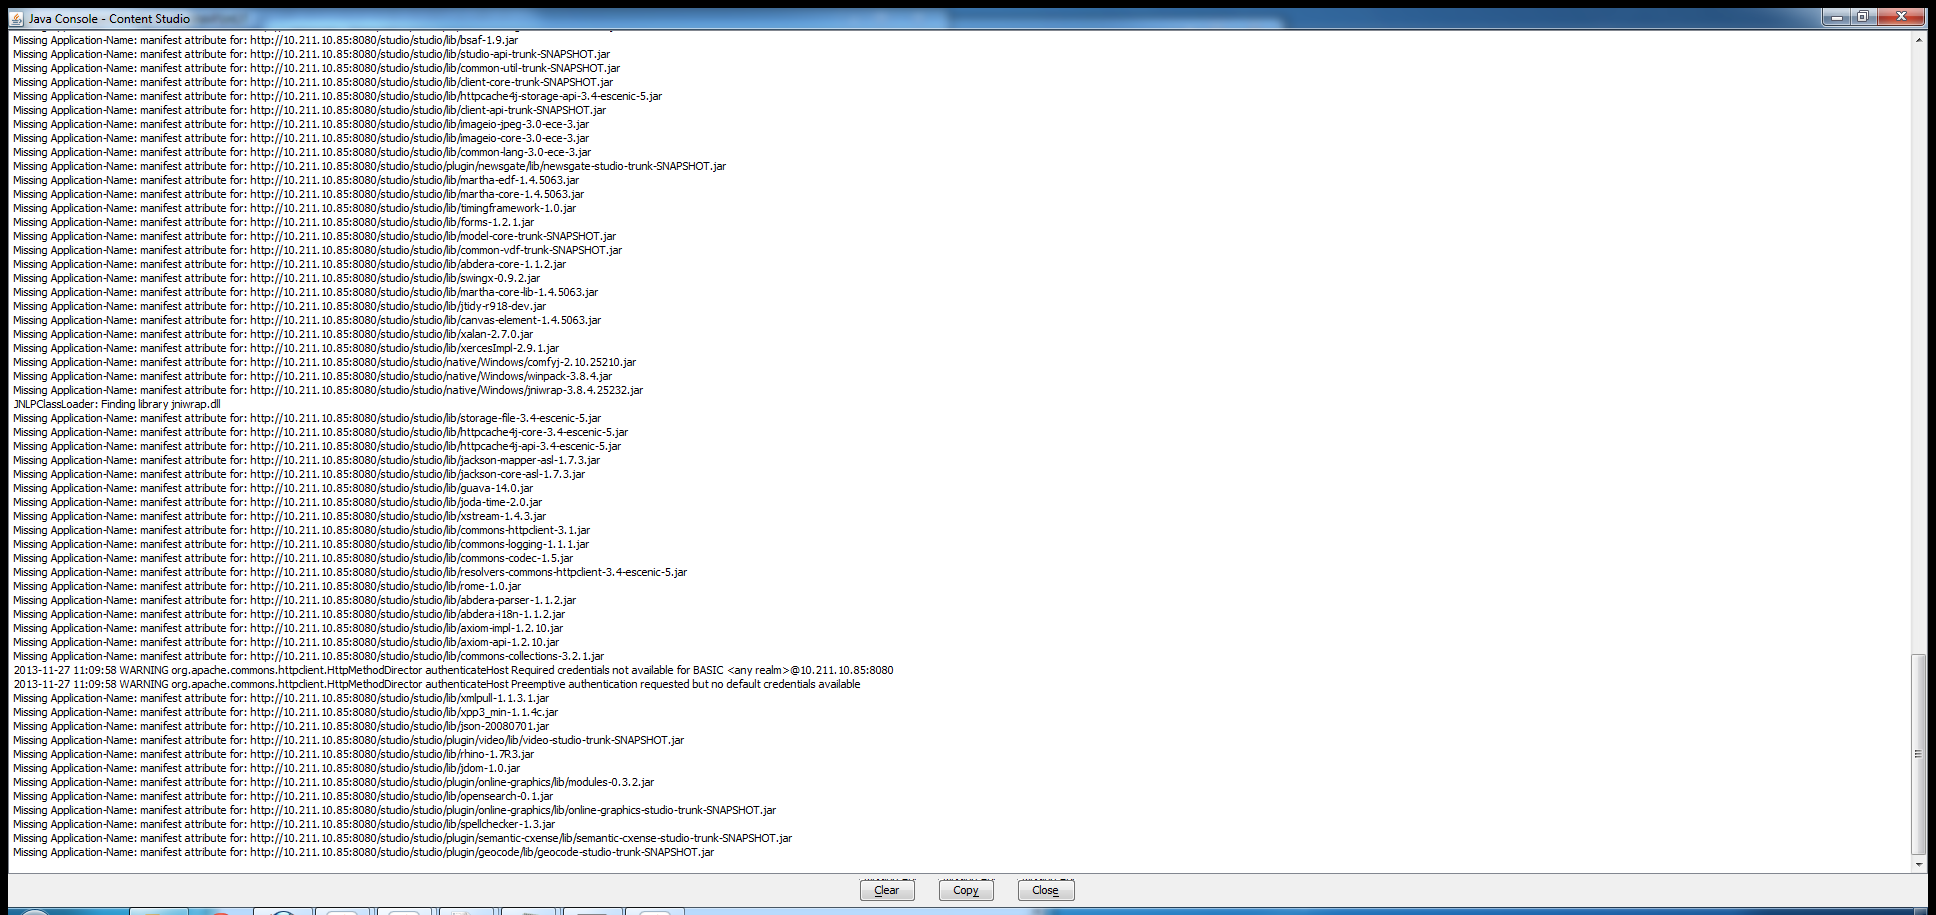 Java Console - Content Studio
Missing Application-Name: manifest attribute for: http://10.211.10.85:8080/studio/studio/lib/bsaf-1.9.jar
Missing Application-Name: manifest attribute for: http://10.211.10.85:8080/studio/studio/lib/studio-api-trunk-SNAPSHOT.jar
Missing Application-Name: manifest attribute for: http://10.211.10.85:8080/studio/studio/lib/common-util-trunk-SNAPSHOT.jar
Missing Application-Name: manifest attribute for: http://10.211.10.85:8080/studio/studio/lib/client-core-trunk-SNAPSHOT.jar
Missing Application-Name: manifest attribute for: http://10.211.10.85:8080/studio/studio/lib/httpcache4j-storage-api-3.4-escenic-5.jar
Missing Application-Name: manifest attribute for: http://10.211.10.85:8080/studio/studio/lib/client-api-trunk-SNAPSHOT.jar
Missing Application-Name: manifest attribute for: http://10.211.10.85:8080/studio/studio/lib/imageio-jpeg-3.0-ece-3.jar
Missing Application-Name: manifest attribute for: http://10.211.10.85:8080/studio/studio/lib/imageio-core-3.0-ece-3.jar
Missing Application-Name: manifest attribute for: http://10.211.10.85:8080/studio/studio/lib/common-lang-3.0-ece-3.jar
Missing Application-Name: manifest attribute for: http://10.211.10.85:8080/studio/studio/plugin/newsgate/lib/newsgate-studio-trunk-SNAPSHOT.jar
Missing Application-Name: manifest attribute for: http://10.211.10.85:8080/studio/studio/lib/martha-edf-1.4.5063.jar
Missing Application-Name: manifest attribute for: http://10.211.10.85:8080/studio/studio/lib/martha-core-1.4.5063.jar
Missing Application-Name: manifest attribute for: http://10.211.10.85:8080/studio/studio/lib/timingframework-1.0.jar
Missing Application-Name: manifest attribute for: http://10.211.10.85:8080/studio/studio/lib/forms-1.2.1.jar
Missing Application-Name: manifest attribute for: http://10.211.10.85:8080/studio/studio/lib/model-core-trunk-SNAPSHOT.jar
Missing Application-Name: manifest attribute for: http://10.211.10.85:8080/studio/studio/lib/common-vdf-trunk-SNAPSHOT.jar
Missing Application-Name: manifest attribute for: http://10.211.10.85:8080/studio/studio/lib/abdera-core-1.1.2.jar
Missing Application-Name: manifest attribute for: http://10.211.10.85:8080/studio/studio/lib/swingx-0.9.2.jar
Missing Application-Name: manifest attribute for: http://10.211.10.85:8080/studio/studio/lib/martha-core-lib-1.4.5063.jar
Missing Application-Name: manifest attribute for: http://10.211.10.85:8080/studio/studio/lib/jtidy-r918-dev.jar
Missing Application-Name: manifest attribute for: http://10.211.10.85:8080/studio/studio/lib/canvas-element-1.4.5063.jar
Missing Application-Name: manifest attribute for: http://10.211.10.85:8080/studio/studio/lib/xalan-2.7.0.jar
Missing Application-Name: manifest attribute for: http://10.211.10.85:8080/studio/studio/lib/xercesImpl-2.9.1.jar
Missing Application-Name: manifest attribute for: http://10.211.10.85:8080/studio/studio/native/Windows/comfyj-2.10.25210.jar
Missing Application-Name: manifest attribute for: http://10.211.10.85:8080/studio/studio/native/Windows/winpack-3.8.4.jar
Missing Application-Name: manifest attribute for: http://10.211.10.85:8080/studio/studio/native/Windows/jniwrap-3.8.4.25232.jar
JNLPClassLoader: Finding library jniwrap.dll
Missing Application-Name: manifest attribute for: http://10.211.10.85:8080/studio/studio/lib/storage-file-3.4-escenic-5.jar
Missing Application-Name: manifest attribute for: http://10.211.10.85:8080/studio/studio/lib/httpcache4j-core-3.4-escenic-5.jar
Missing Application-Name: manifest attribute for: http://10.211.10.85:8080/studio/studio/lib/httpcache4j-api-3.4-escenic-5.jar
Missing Application-Name: manifest attribute for: http://10.211.10.85:8080/studio/studio/lib/jackson-mapper-asl-1.7.3.jar
Missing Application-Name: manifest attribute for: http://10.211.10.85:8080/studio/studio/lib/jackson-core-asl-1.7.3.jar
Missing Application-Name: manifest attribute for: http://10.211.10.85:8080/studio/studio/lib/guava-14.0.jar
Missing Application-Name: manifest attribute for: http://10.211.10.85:8080/studio/studio/lib/joda-time-2.0.jar
Missing Application-Name: manifest attribute for: http://10.211.10.85:8080/studio/studio/lib/xstream-1.4.3.jar
Missing Application-Name: manifest attribute for: http://10.211.10.85:8080/studio/studio/lib/commons-httpclient-3.1.jar
Missing Application-Name: manifest attribute for: http://10.211.10.85:8080/studio/studio/lib/commons-logging-1.1.1.jar
Missing Application-Name: manifest attribute for: http://10.211.10.85:8080/studio/studio/lib/commons-codec-1.5.jar
Missing Application-Name: manifest attribute for: http://10.211.10.85:8080/studio/studio/lib/resolvers-commons-httpclient-3.4-escenic-5.jar
Missing Application-Name: manifest attribute for: http://10.211.10.85:8080/studio/studio/lib/rome-1.0.jar
Missing Application-Name: manifest attribute for: http://10.211.10.85:8080/studio/studio/lib/abdera-parser-1.1.2.jar
Missing Application-Name: manifest attribute for: http://10.211.10.85:8080/studio/studio/lib/abdera-i18n-1.1.2.jar
Missing Application-Name: manifest attribute for: http://10.211.10.85:8080/studio/studio/lib/axiom-impl-1.2.10.jar
Missing Application-Name: manifest attribute for: http://10.211.10.85:8080/studio/studio/lib/axiom-api-1.2.10.jar
Missing Application-Name: manifest attribute for: http://10.211.10.85:8080/studio/studio/lib/commons-collections-3.2.1.jar
2013-11-27 11:09:58 WARNING org.apache.commons.httpclient.HttpMethodDirector authenticateHost Required credentials not available for BASIC <any realm>@10.211.10.85:8080
2013-11-27 11:09:58 WARNING org.apache.commons.httpclient.HttpMethodDirector authenticateHost Preemptive authentication requested but no default credentials available
Missing Application-Name: manifest attribute for: http://10.211.10.85:8080/studio/studio/lib/xmlpull-1.1.3.1.jar
Missing Application-Name: manifest attribute for: http://10.211.10.85:8080/studio/studio/lib/xpp3_min-1.1.4c.jar
Missing Application-Name: manifest attribute for: http://10.211.10.85:8080/studio/studio/lib/json-20080701.jar
Missing Application-Name: manifest attribute for: http://10.211.10.85:8080/studio/studio/plugin/video/lib/video-studio-trunk-SNAPSHOT.jar
Missing Application-Name: manifest attribute for: http://10.211.10.85:8080/studio/studio/lib/rhino-1.7R3.jar
Missing Application-Name: manifest attribute for: http://10.211.10.85:8080/studio/studio/lib/jdom-1.0.jar
Missing Application-Name: manifest attribute for: http://10.211.10.85:8080/studio/studio/plugin/online-graphics/lib/modules-0.3.2.jar
Missing Application-Name: manifest attribute for: http://10.211.10.85:8080/studio/studio/lib/opensearch-0.1.jar
Missing Application-Name: manifest attribute for: http://10.211.10.85:8080/studio/studio/plugin/online-graphics/lib/online-graphics-studio-trunk-SNAPSHOT.jar
Missing Application-Name: manifest attribute for: http://10.211.10.85:8080/studio/studio/lib/spellchecker-1.3.jar
Missing Application-Name: manifest attribute for: http://10.211.10.85:8080/studio/studio/plugin/semantic-cxense/lib/semantic-cxense-studio-trunk-SNAPSHOT.jar
Missing Application-Name: manifest attribute for: http://10.211.10.85:8080/studio/studio/plugin/geocode/lib/geocode-studio-trunk-SNAPSHOT.jar
Clear Copy Close